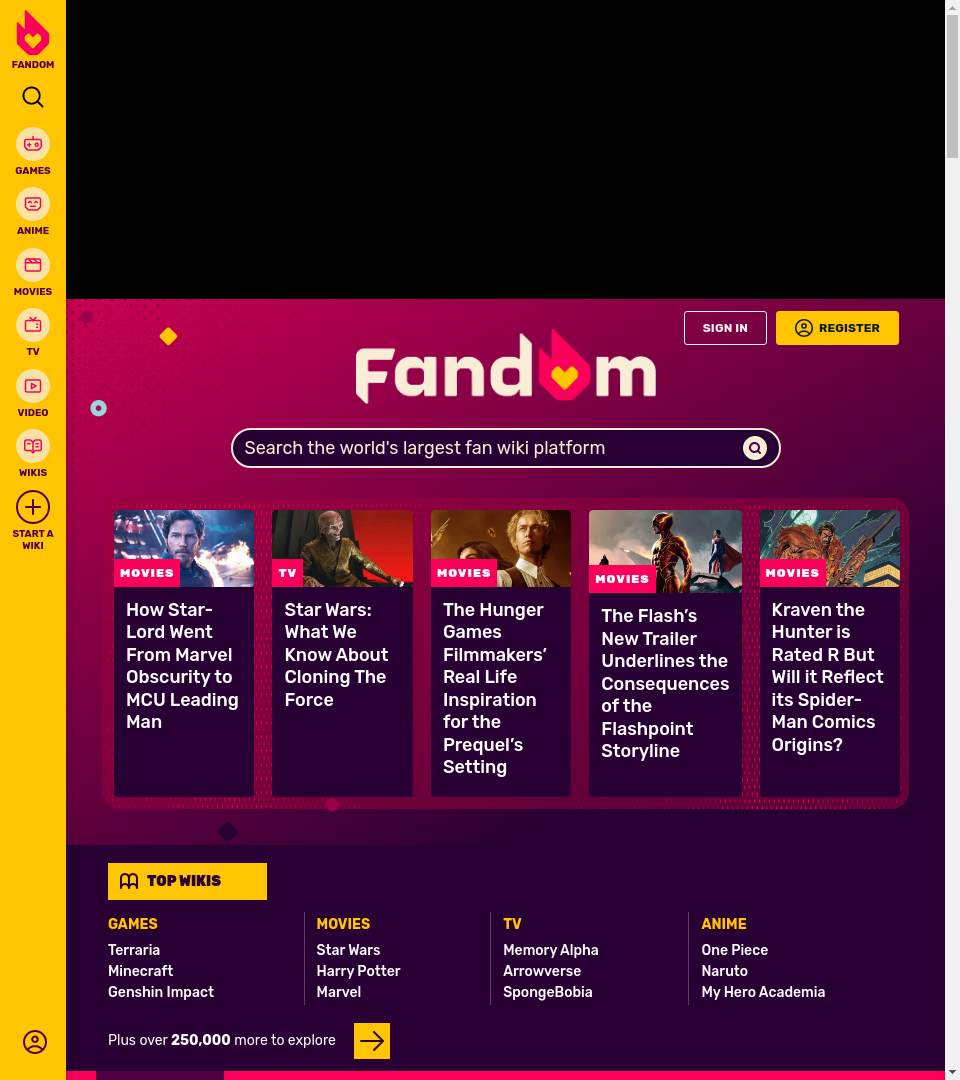 FANDOM
GAMES
ANIME
MOVIES
TV
VIDEO
WIKIS
START A
WIKI
SIGN IN
REGISTER
Fandom
Search the world's largest fan wiki platform
MOVIES
How Star-
Lord Went
From Marvel
Obscurity to
MCU Leading
Man
TV
Star Wars:
What We
Know About
Cloning The
Force
MOVIES
The Hunger
Games
Filmmakers’
Real Life
Inspiration
for the
Prequel’s
Setting
MOVIES
The Flash’s
New Trailer
Underlines the
Consequences
of the
Flashpoint
Storyline
MOVIES
Kraven the
Hunter is
Rated R But
Will it Reflect
its Spider-
Man Comics
Origins?
TOP WIKIS
GAMES
Terraria
Minecraft
Genshin Impact
MOVIES
Star Wars
Harry Potter
Marvel
TV
Memory Alpha
Arrowverse
SpongeBobia
ANIME
One Piece
Naruto
My Hero Academia
Plus over 250,000 more to explore